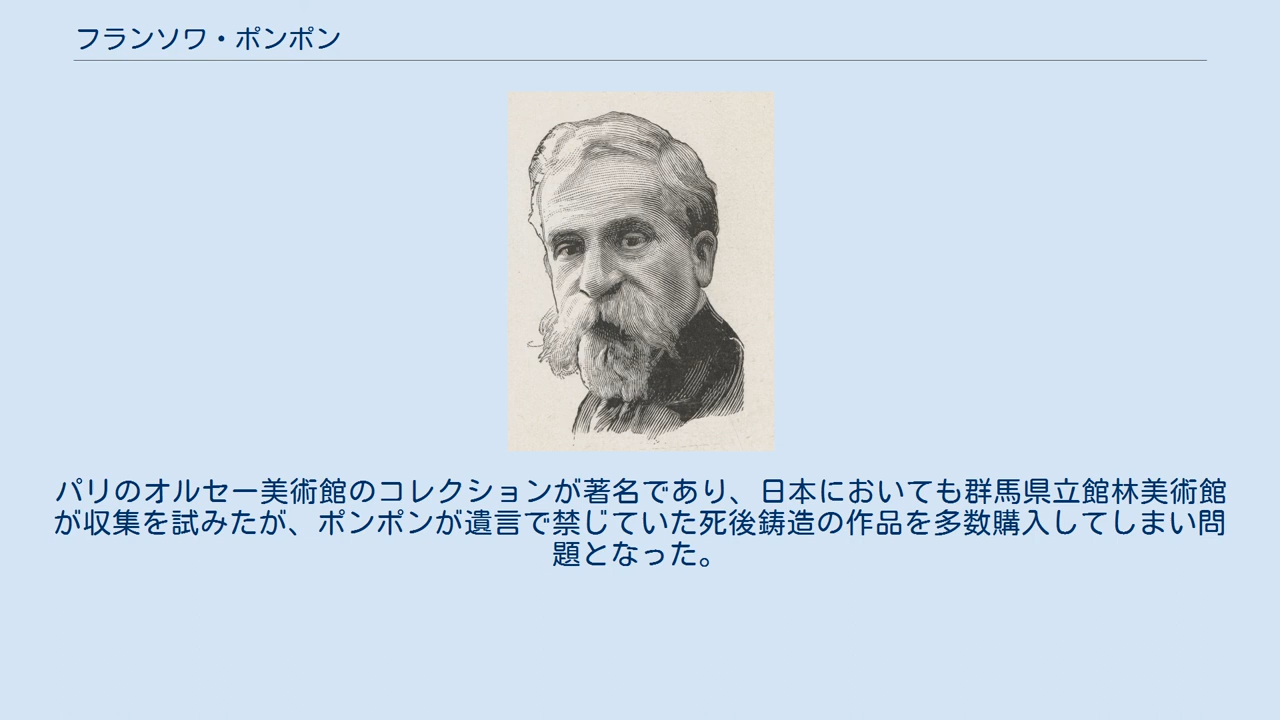 フランソワ・ポンポン
パリのオルセー美術館のコレクションが著名であり、日本においても群馬県立館林美術館
が収集を試みたが、ポンポンが遺言で禁じていた死後鋳造の作品を多数購入してしまい問
題となった。